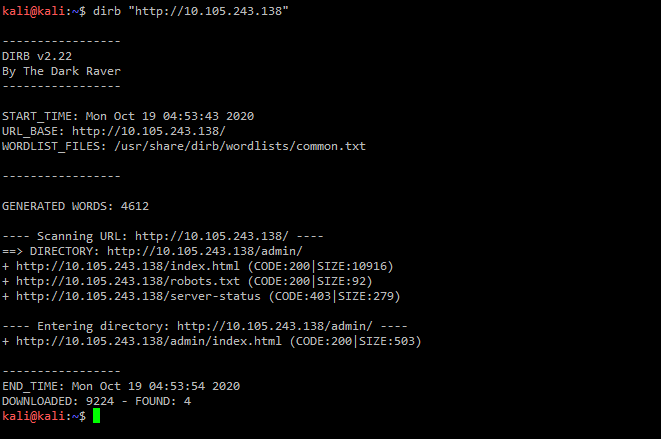 kali@kali:~$ dirb "http://10.105.243.138"
-----------------
DIRB v2.22
By The Dark Raver
-----------------
START_TIME: Mon Oct 19 04:53:43 2020
URL_BASE: http://10.105.243.138/
WORDLIST_FILES: /usr/share/dirb/wordlists/common.txt
-----------------
GENERATED WORDS: 4612
---- Scanning URL: http://10.105.243.138/ ----
==> DIRECTORY: http://10.105.243.138/admin/
+ http://10.105.243.138/index.html (CODE:200|SIZE:10916)
+ http://10.105.243.138/robots.txt (CODE:200|SIZE:92)
+ http://10.105.243.138/server-status (CODE:403|SIZE:279)
---- Entering directory: http://10.105.243.138/admin/ ----
+ http://10.105.243.138/admin/index.html (CODE:200|SIZE:503)
-----------------
END_TIME: Mon Oct 19 04:53:54 2020
DOWNLOADED: 9224 - FOUND: 4
kali@kali:~$